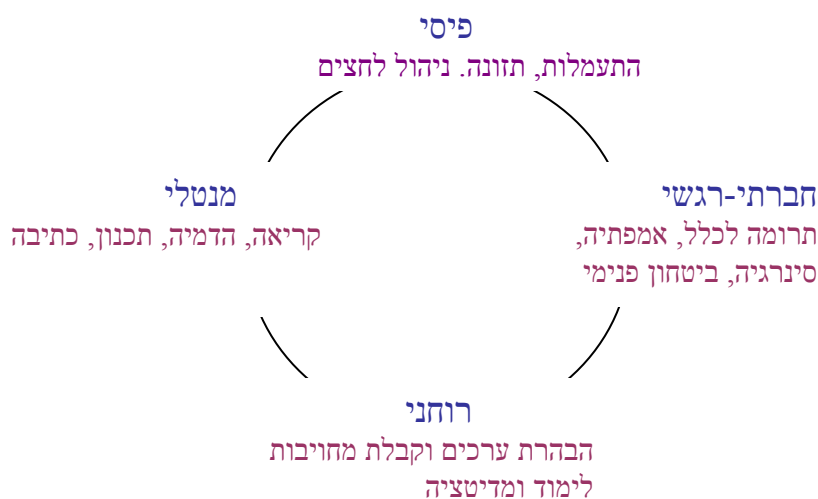 פיסי
התעמלות, תזונה. ניהול לחצים
חברתי-רגשי
תרומה לכלל, אמפתיה,
סינרגיה, ביטחון פנימי
מנטלי
קריאה, הדמיה, תכנון, כתיבה
רוחני
הבהרת ערכים וקבלת מחויבות
לימוד ומדיטציה